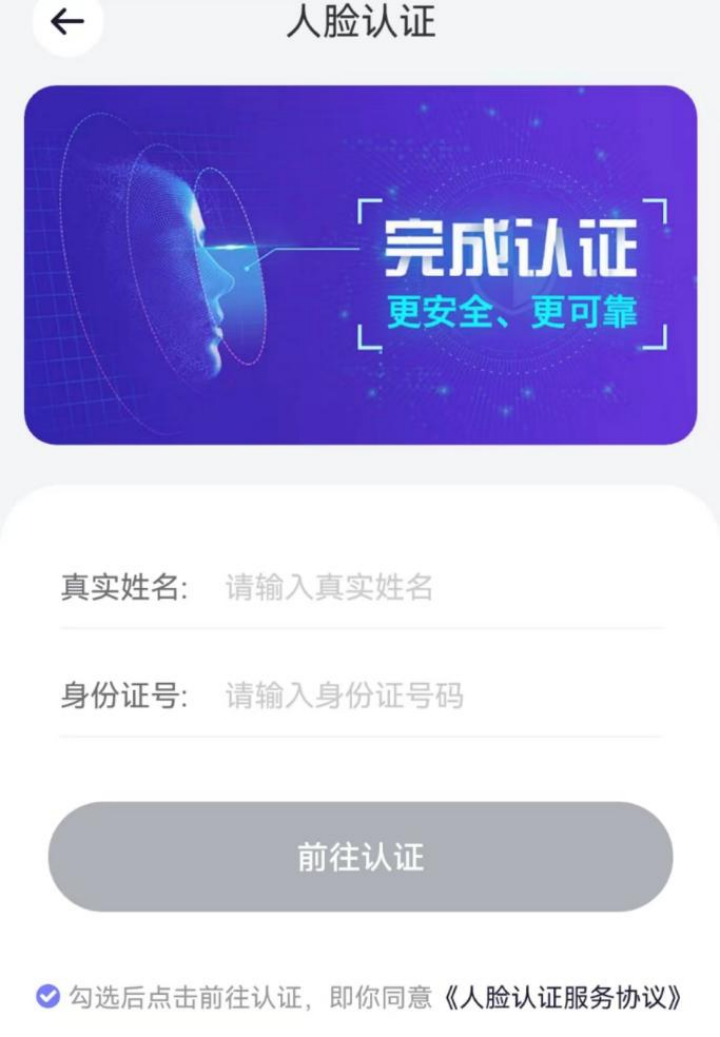 人脸认证
完成认证
更安全、更可靠
真实姓名: 请输入真实姓名
身份证号: 请输入身份证号码
前往认证
勾选后点击前往认证，即你同意《人脸认证服务协议》